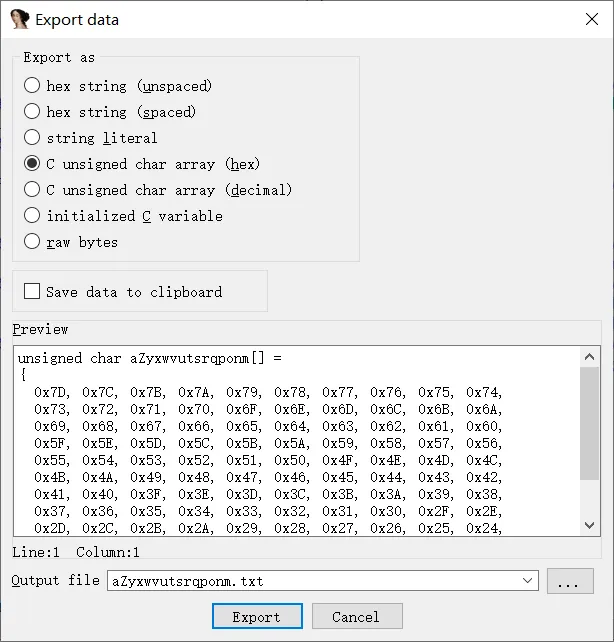 Export data
Export as
hex string (unspaced)
hex string (spaced)
string literal
C unsigned char array (hex)
C unsigned char array (decimal)
initialized C variable
raw bytes
Save data to clipboard
Preview
unsigned char aZyxwvutsrqponm[] =
{
0x7D, 0x7C, 0x7B, 0x7A, 0x79, 0x78, 0x77, 0x76, 0x75, 0x74,
0x73, 0x72, 0x71, 0x70, 0x6F, 0x6E, 0x6D, 0x6C, 0x6B, 0x6A,
0x69, 0x68, 0x67, 0x66, 0x65, 0x64, 0x63, 0x62, 0x61, 0x60,
0x5F, 0x5E, 0x5D, 0x5C, 0x5B, 0x5A, 0x59, 0x58, 0x57, 0x56,
0x55, 0x54, 0x53, 0x52, 0x51, 0x50, 0x4F, 0x4E, 0x4D, 0x4C,
0x4B, 0x4A, 0x49, 0x48, 0x47, 0x46, 0x45, 0x44, 0x43, 0x42,
0x41, 0x40, 0x3F, 0x3E, 0x3D, 0x3C, 0x3B, 0x3A, 0x39, 0x38,
0x37, 0x36, 0x35, 0x34, 0x33, 0x32, 0x31, 0x30, 0x2F, 0x2E,
0x2D, 0x2C, 0x2B, 0x2A, 0x29, 0x28, 0x27, 0x26, 0x25, 0x24,
Line:1 Column:1
Output file aZyxwvutsrqponm.txt ...
Export Cancel